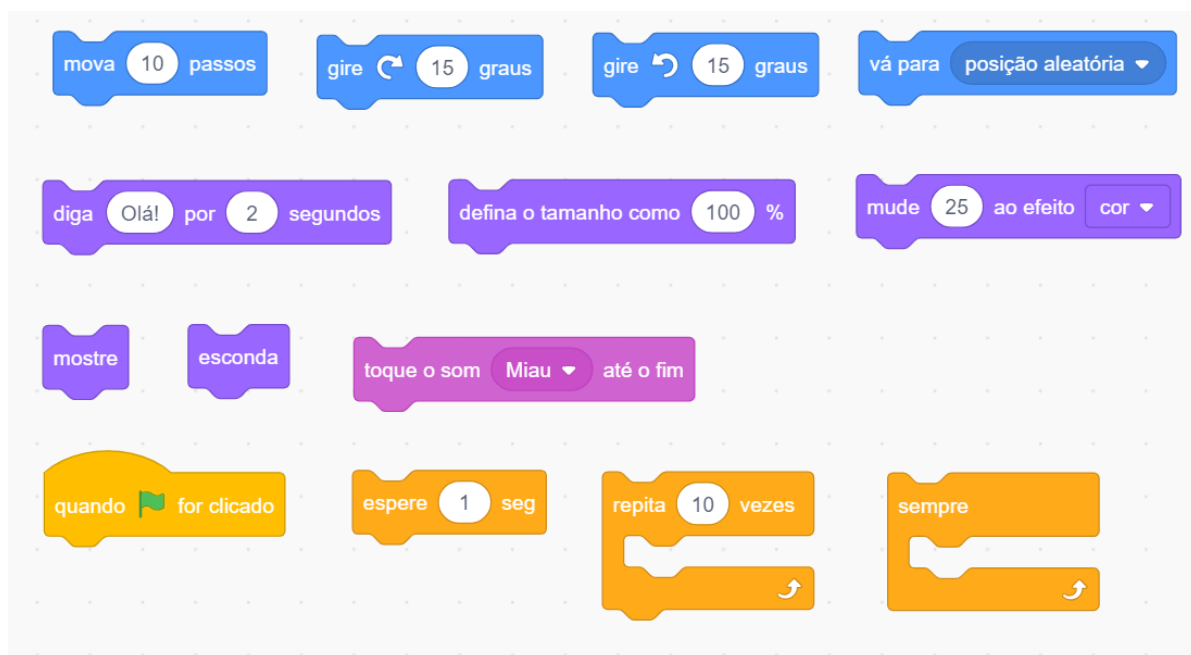 mova 10 passos
gire 15 graus
gire 15 graus
vá para posição aleatória
diga Olá! por 2 segundos
defina o tamanho como 100 %
mude 25 ao efeito cor
mostre
esconda
toque o som Miau até o fim
quando for clicado
espere 1 seg
repita 10 vezes
sempre